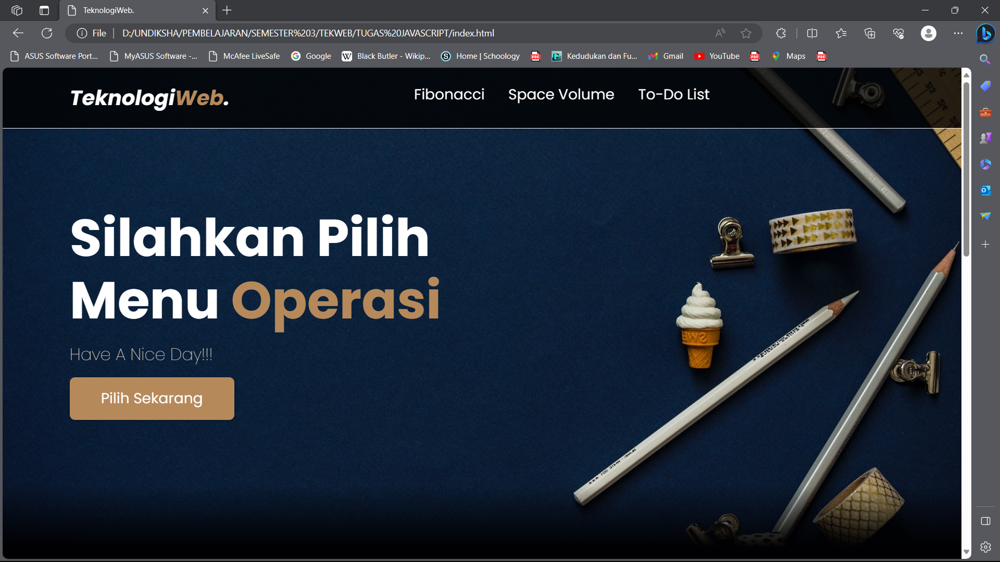 TeknologiWeb.
File
D:/UNDIKSHA/PEMBELAJARAN/SEMESTER%203/TEKWEB/TUGAS%20JAVASCRIPT/index.html
ASUS Software Port... MyASUS Software -... McAfee LiveSafe Google Black Butler - Wikip... Home | Schoology Kedudukan dan Fu... Gmail YouTube Maps
TeknologiWeb.
Fibonacci Space Volume To-Do List
Silahkan Pilih
Menu Operasi
Have A Nice Day!!!
Pilih Sekarang